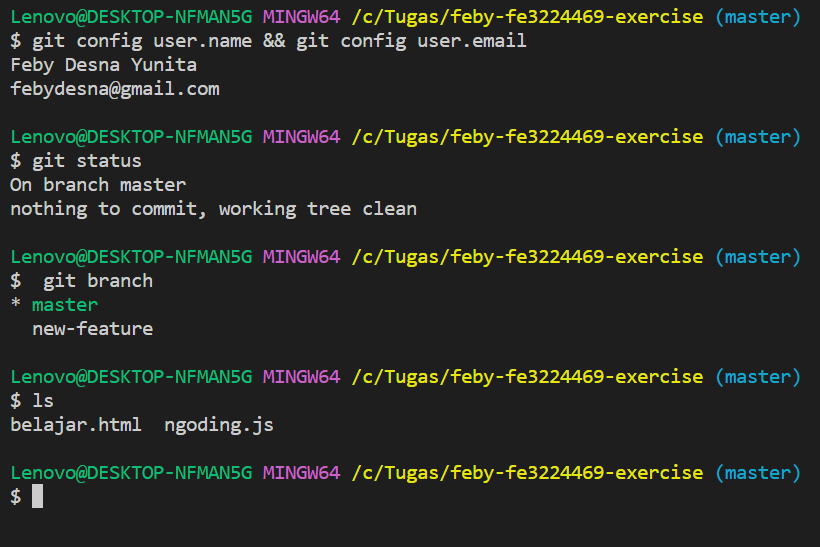 Lenovo@DESKTOP-NFMAN5G MINGW64 /c/Tugas/feby-fe3224469-exercise (master)
$ git config user.name && git config user.email
Feby Desna Yunita
febydesna@gmail.com
Lenovo@DESKTOP-NFMAN5G MINGW64 /c/Tugas/feby-fe3224469-exercise (master)
$ git status
On branch master
nothing to commit, working tree clean
Lenovo@DESKTOP-NFMAN5G MINGW64 /c/Tugas/feby-fe3224469-exercise (master)
$  git branch
* master
  new-feature
Lenovo@DESKTOP-NFMAN5G MINGW64 /c/Tugas/feby-fe3224469-exercise (master)
$ ls
belajar.html  ngoding.js
Lenovo@DESKTOP-NFMAN5G MINGW64 /c/Tugas/feby-fe3224469-exercise (master)
$